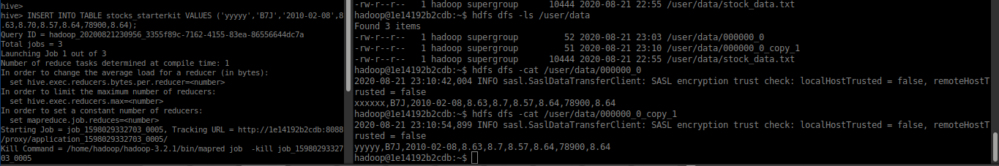 hive>
hive> INSERT INTO TABLE stocks_starterkit VALUES ('yyyyy','B7J','2010-02-08',8
.63,8.70,8.57,8.64,78900,8.64);
Query ID = hadoop_20200821230956_3355f89c-7162-4155-83ea-86556644dc7a
Total jobs = 3
Launching Job 1 out of 3
Number of reduce tasks determined at compile time: 1
In order to change the average load for a reducer (in bytes):
  set hive.exec.reducers.bytes.per.reducer=<number>
In order to limit the maximum number of reducers:
  set hive.exec.reducers.max=<number>
In order to set a constant number of reducers:
  set mapreduce.job.reduces=<number>
Starting Job = job_1598029332703_0005, Tracking URL = http://1e14192b2cdb:8088
/proxy/application_1598029332703_0005/
Kill Command = /home/hadoop/hadoop-3.2.1/bin/mapred job  -kill job_15980293327
03_0005
-rw-r--r--   1 hadoop supergroup      10444 2020-08-21 22:55 /user/data/stock_data.txt
hadoop@1e14192b2cdb:~$ hdfs dfs -ls /user/data
Found 3 items
-rw-r--r--   1 hadoop supergroup         52 2020-08-21 23:03 /user/data/000000_0
-rw-r--r--   1 hadoop supergroup         51 2020-08-21 23:10 /user/data/000000_0_copy_1
-rw-r--r--   1 hadoop supergroup      10444 2020-08-21 22:55 /user/data/stock_data.txt
hadoop@1e14192b2cdb:~$ hdfs dfs -cat /user/data/000000_0
2020-08-21 23:10:42,004 INFO sasl.SaslDataTransferClient: SASL encryption trust check: localHostTrusted = false, remoteHostT
rusted = false
xxxxxx,B7J,2010-02-08,8.63,8.7,8.57,8.64,78900,8.64
hadoop@1e14192b2cdb:~$ hdfs dfs -cat /user/data/000000_0_copy_1
2020-08-21 23:10:54,899 INFO sasl.SaslDataTransferClient: SASL encryption trust check: localHostTrusted = false, remoteHostT
rusted = false
yyyyy,B7J,2010-02-08,8.63,8.7,8.57,8.64,78900,8.64
hadoop@1e14192b2cdb:~$